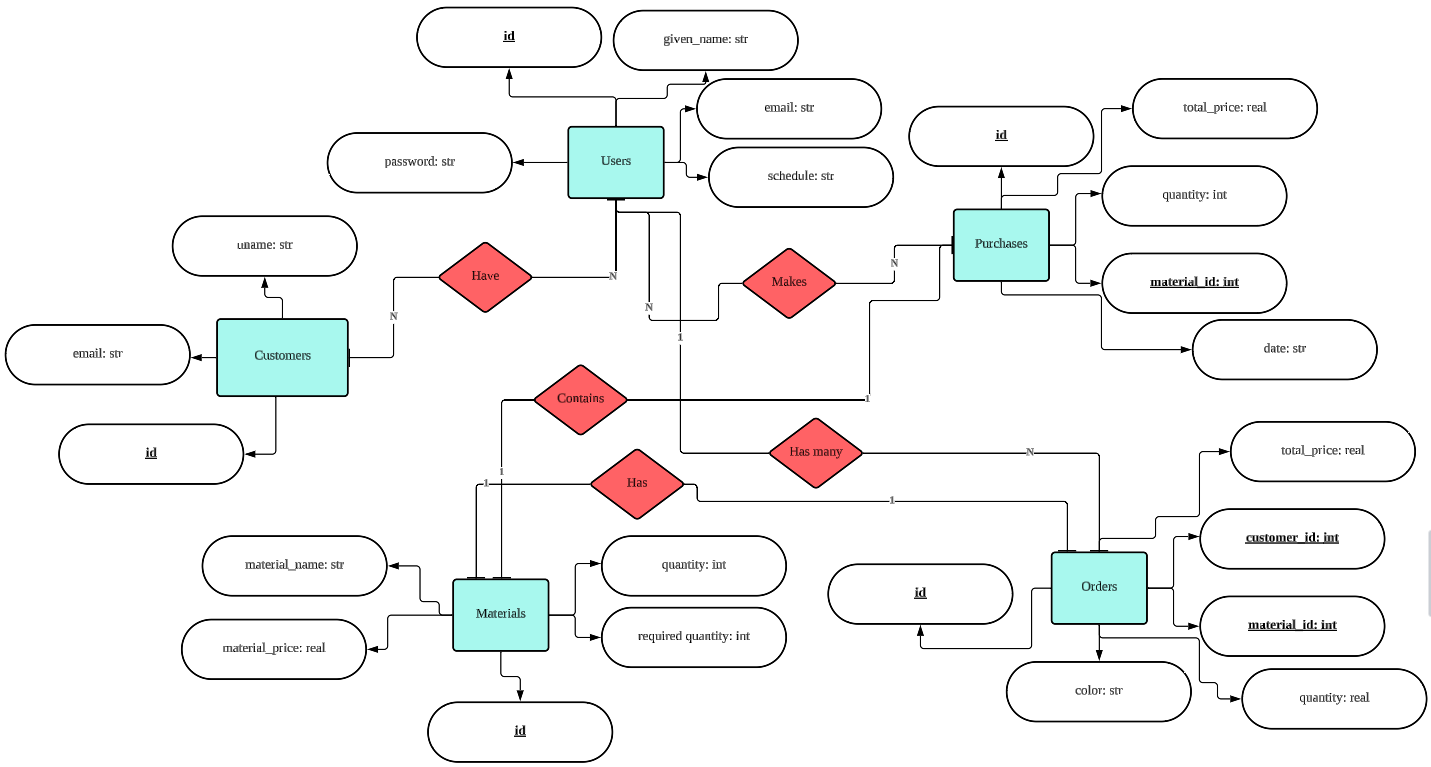 id
given_name: str
email: str
password: str
Users
schedule: str
id
total_price: real
quantity: int
Purchases
material_id: int
date: str
uname: str
Have
N
N
Makes
N
N
1
email: str
Customers
id
Contains
1
1
Has many
N
Has
1
1
total_price: real
customer_id: int
material_name: str
quantity: int
Materials
required quantity: int
material_price: real
id
Orders
id
material_id: int
color: str
quantity: real